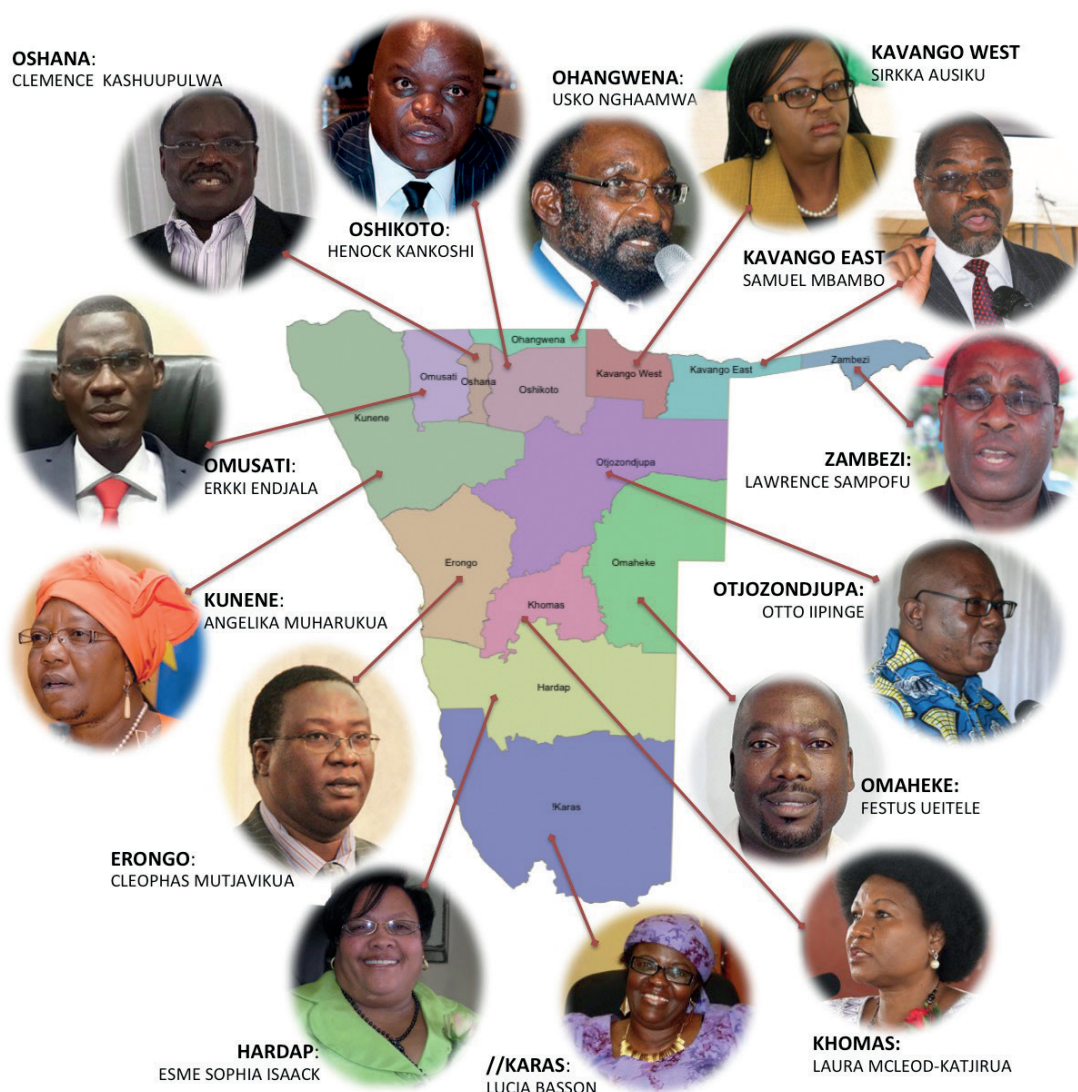 OSHANA:
CLEMENCE KASHUUPULWA
OSHIKOTO:
HENOCK KANKOSHI
OHANGWENA:
USKO NGHAAMWA
KAVANGO WEST
SIRKKA AUSIKU
KAVANGO EAST
SAMUEL MBAMBO
ZAMBEZI:
LAWRENCE SAMPOFU
OMUSATI:
ERKKI ENDJALA
KUNENE:
ANGELIKA MUHARUKUA
OTJOZONDJUPA:
OTTO IIPINGE
OMAHEKE:
FESTUS UEITELE
ERONGO:
CLEOPHAS MUTJAVIKUA
HARDAP:
ESME SOPHIA ISAACK
//KARAS:
LUCIA BASSON
KHOMAS:
LAURA MCLEOD-KATJIRUA
Ohangwena
Omusati
Oshana
Oshikoto
Kavango West
Kavango East
Zambezi
Kunene
Otjozondjupa
Erongo
Omaheke
Khomas
Hardap
!Karas